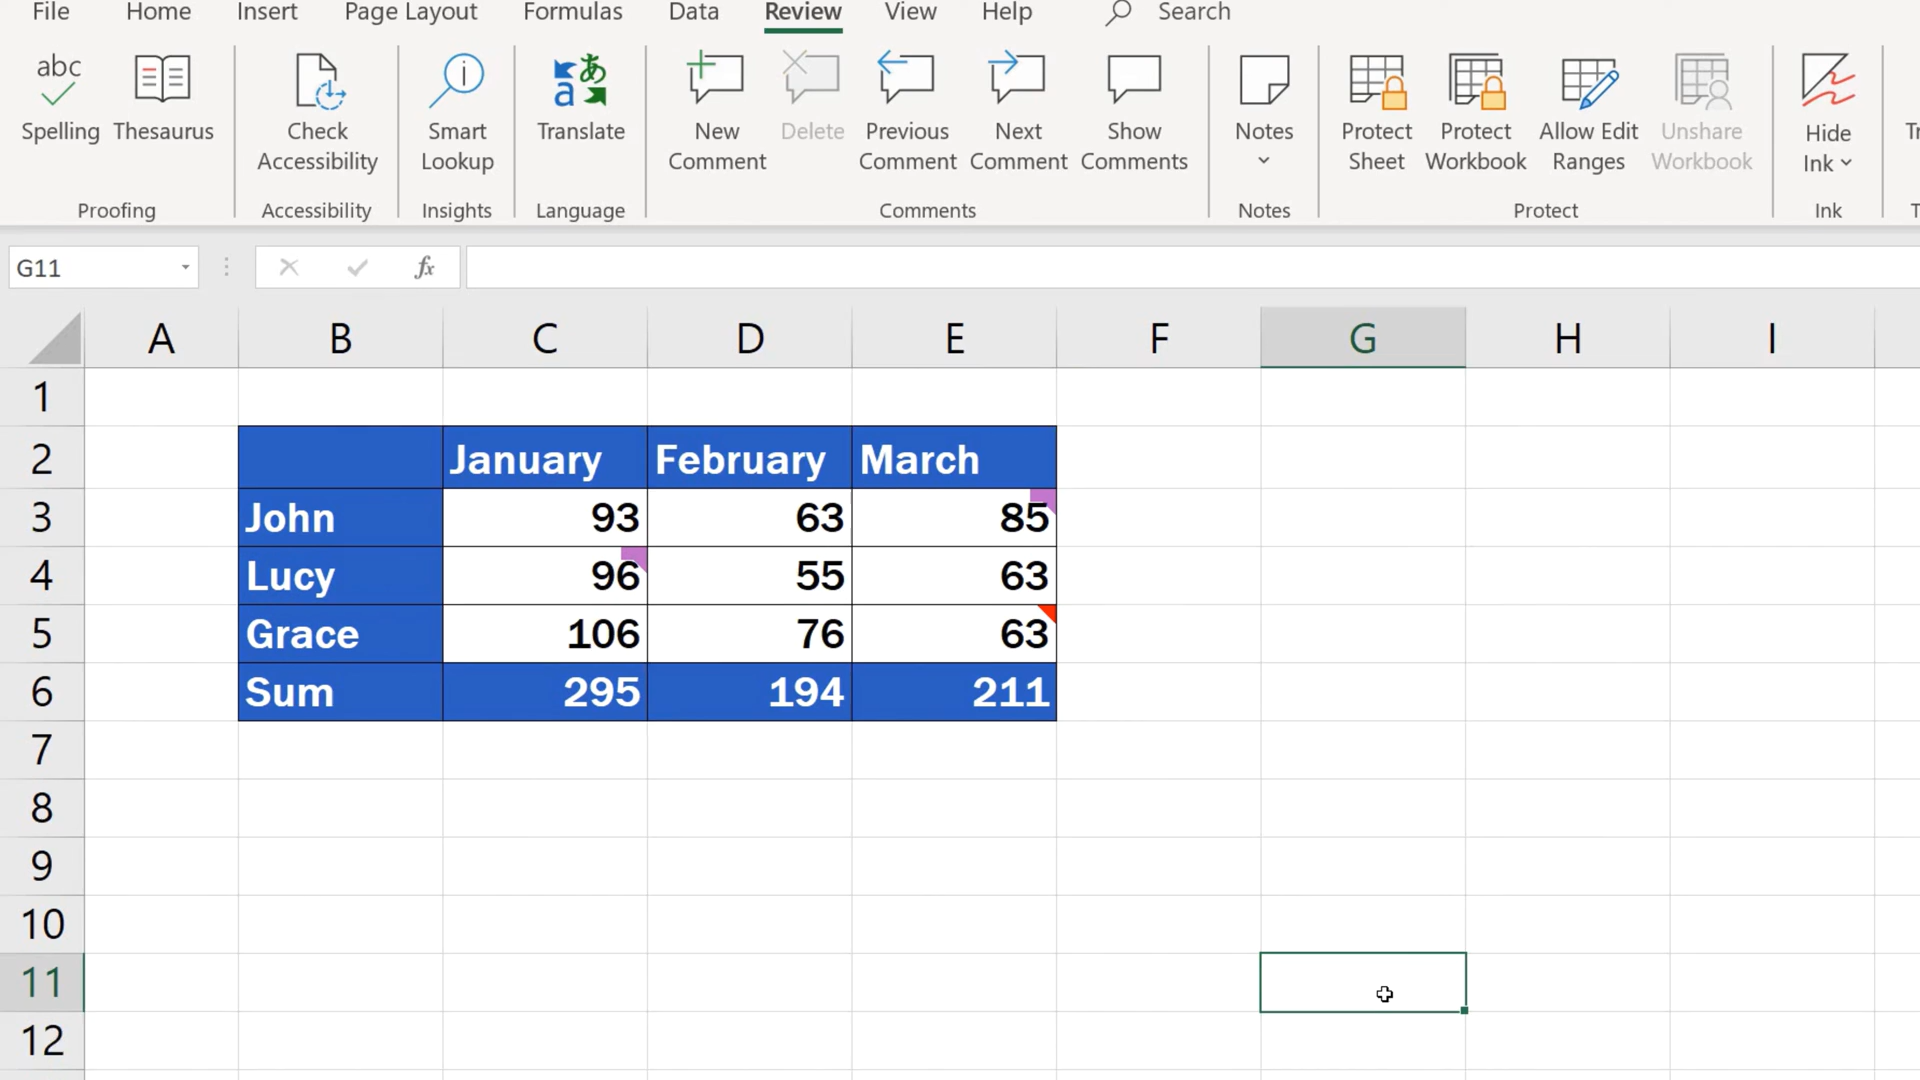 File Home Insert Page Layout Formulas Data Review View Help Search
abc a あ
Spelling Thesaurus Check Accessibility Smart Lookup Translate New Comment Delete Previous Comment Next Comment Show Comments Notes Protect Sheet Protect Workbook Allow Edit Ranges Unshare Workbook Hide Ink
Proofing Accessibility Insights Language Comments Notes Protect Ink
G11 fx
A B C D E F G H I
1
2 January February March
3 John 93 63 85
4 Lucy 96 55 63
5 Grace 106 76 63
6 Sum 295 194 211
7
8
9
10
11
12